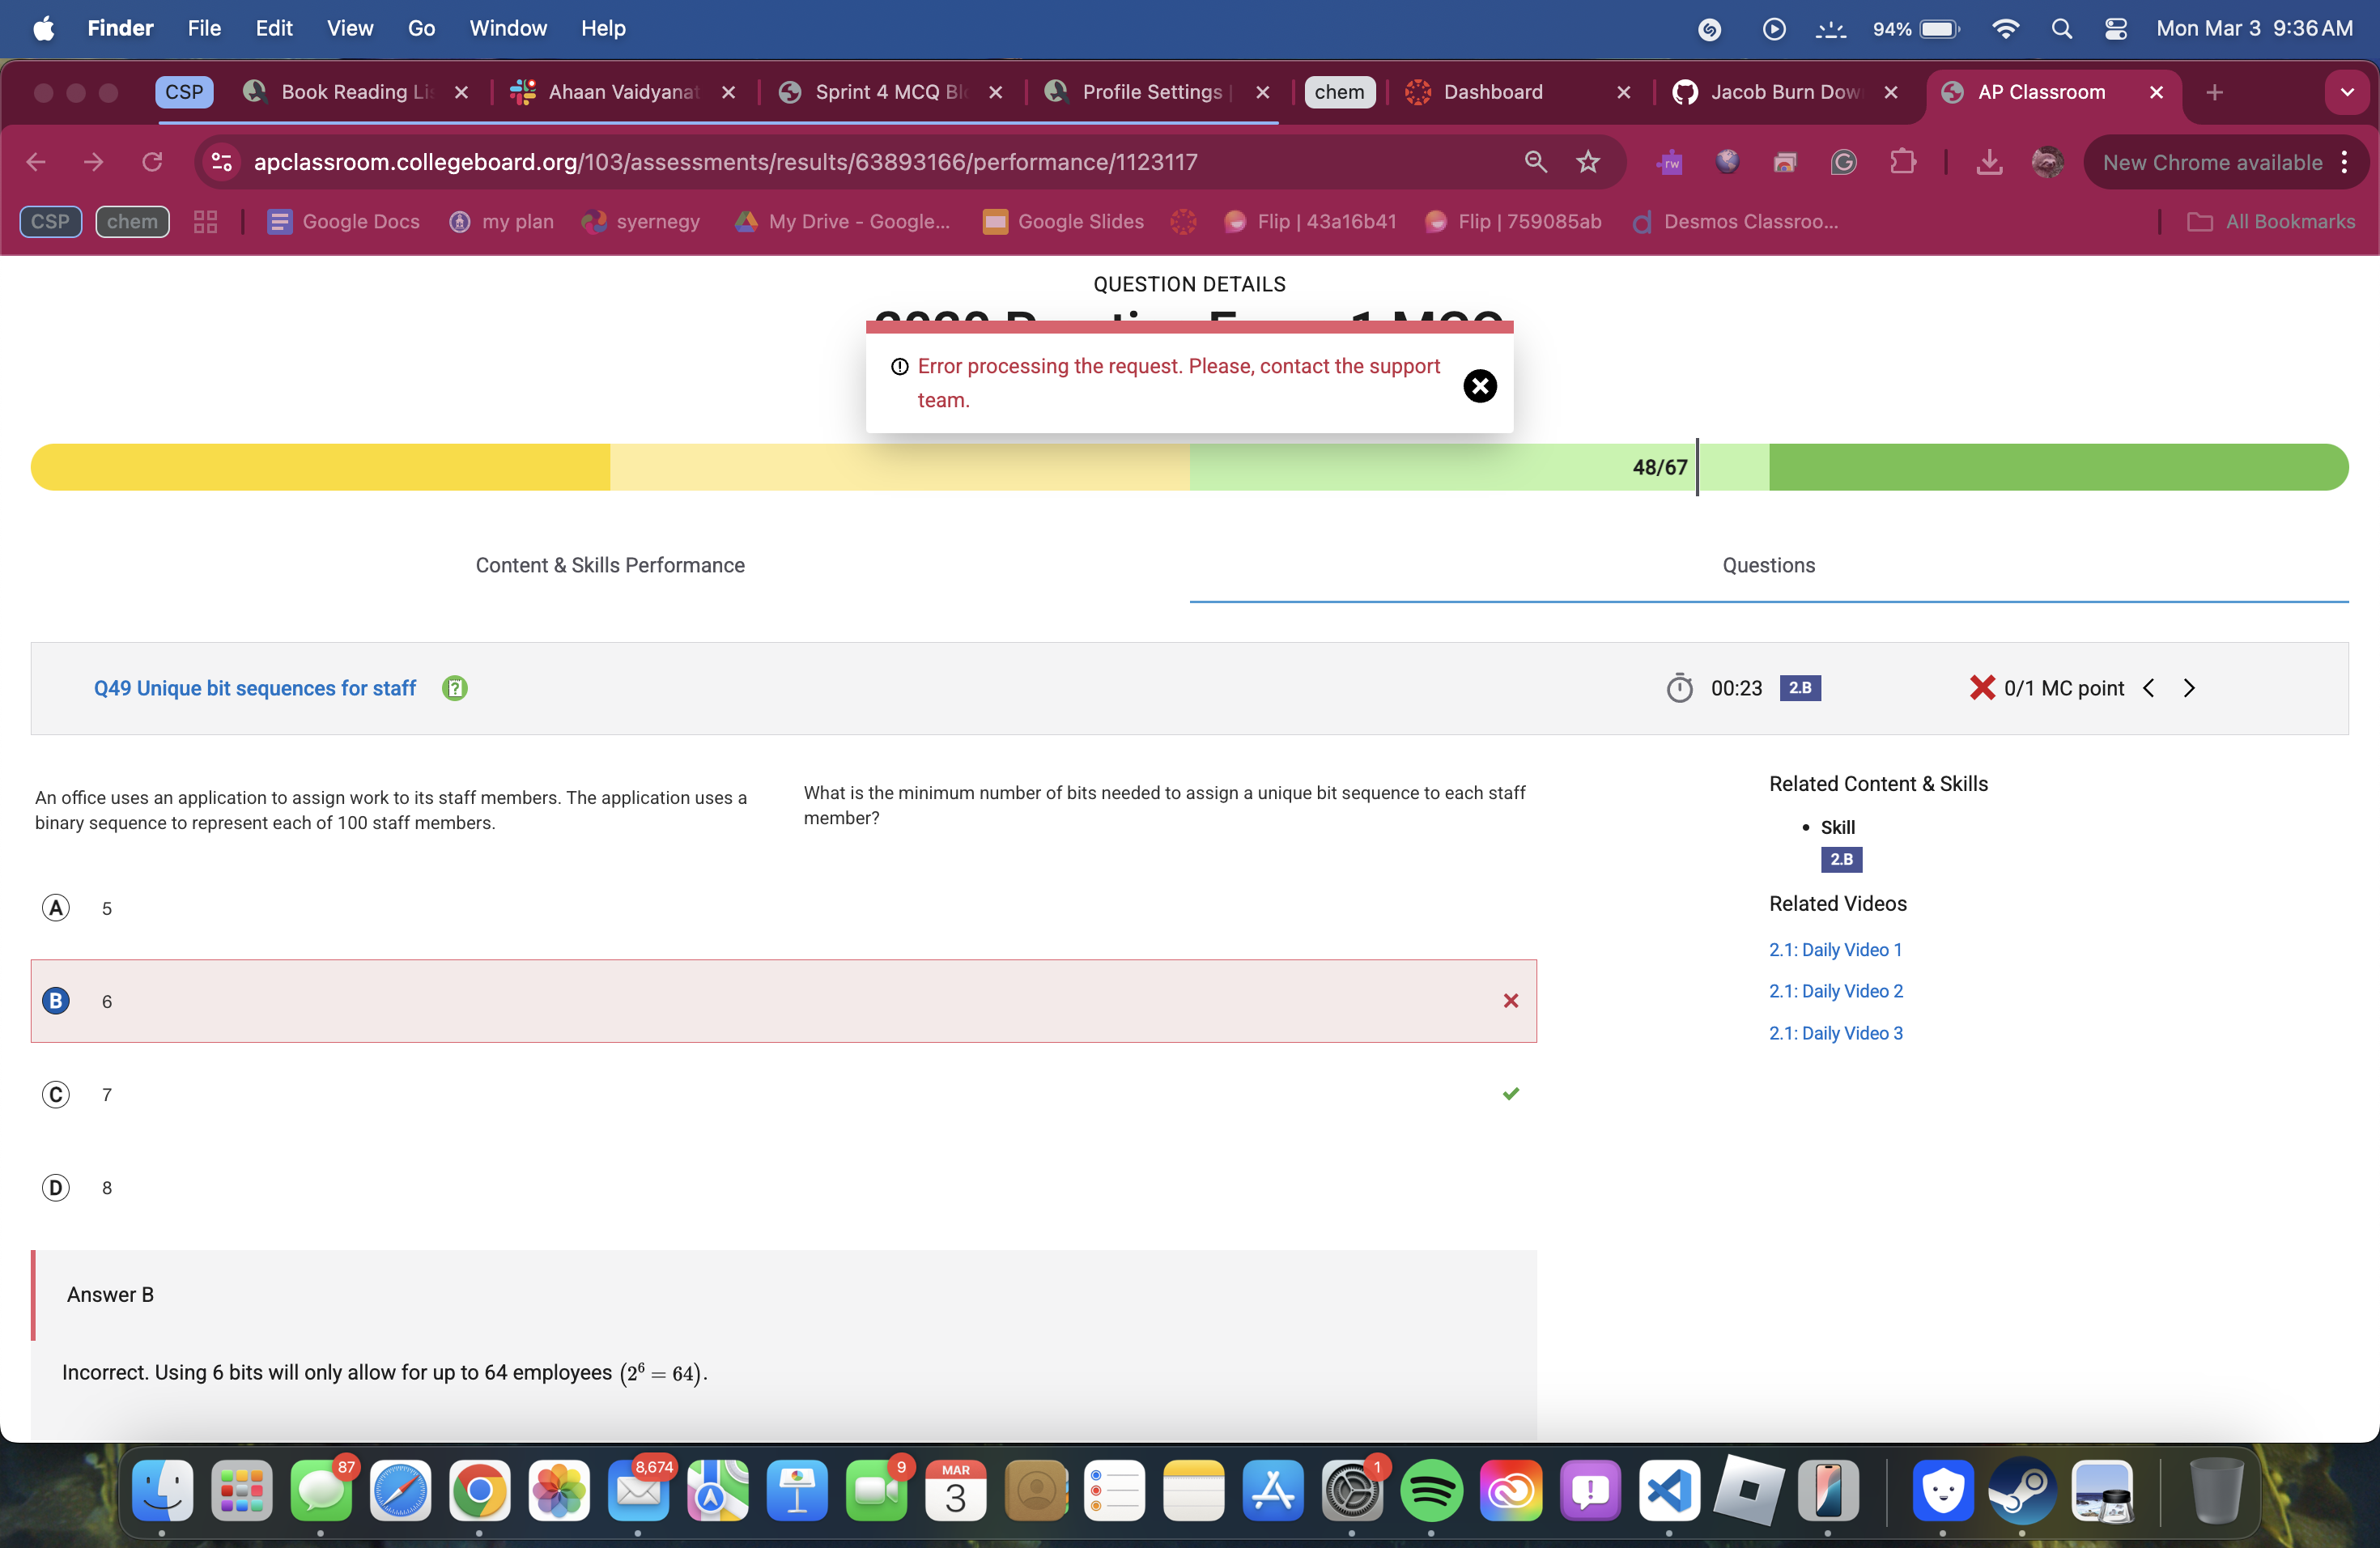 Finder File Edit View Go Window Help 94% Mon Mar 3 9:36 AM
CSP Book Reading Lis Ahaan Vaidyanat Sprint 4 MCQ Blo Profile Settings | chem Dashboard Jacob Burn Dow AP Classroom
apclassroom.collegeboard.org/103/assessments/results/63893166/performance/1123117 rw New Chrome available
CSP chem Google Docs my plan syernegy My Drive - Google... Google Slides Flip | 43a16b41 Flip | 759085ab Desmos Classroo... All Bookmarks
QUESTION DETAILS
Error processing the request. Please, contact the support
team.
48/67
Content & Skills Performance Questions
Q49 Unique bit sequences for staff 00:23 2.B 0/1 MC point
An office uses an application to assign work to its staff members. The application uses a
binary sequence to represent each of 100 staff members.
What is the minimum number of bits needed to assign a unique bit sequence to each staff
member?
A 5
B 6
C 7
D 8
Answer B
Incorrect. Using 6 bits will only allow for up to 64 employees (2⁶ = 64).
Related Content & Skills
• Skill
2.B
Related Videos
2.1: Daily Video 1
2.1: Daily Video 2
2.1: Daily Video 3
87 8,674 9 MAR 3 1